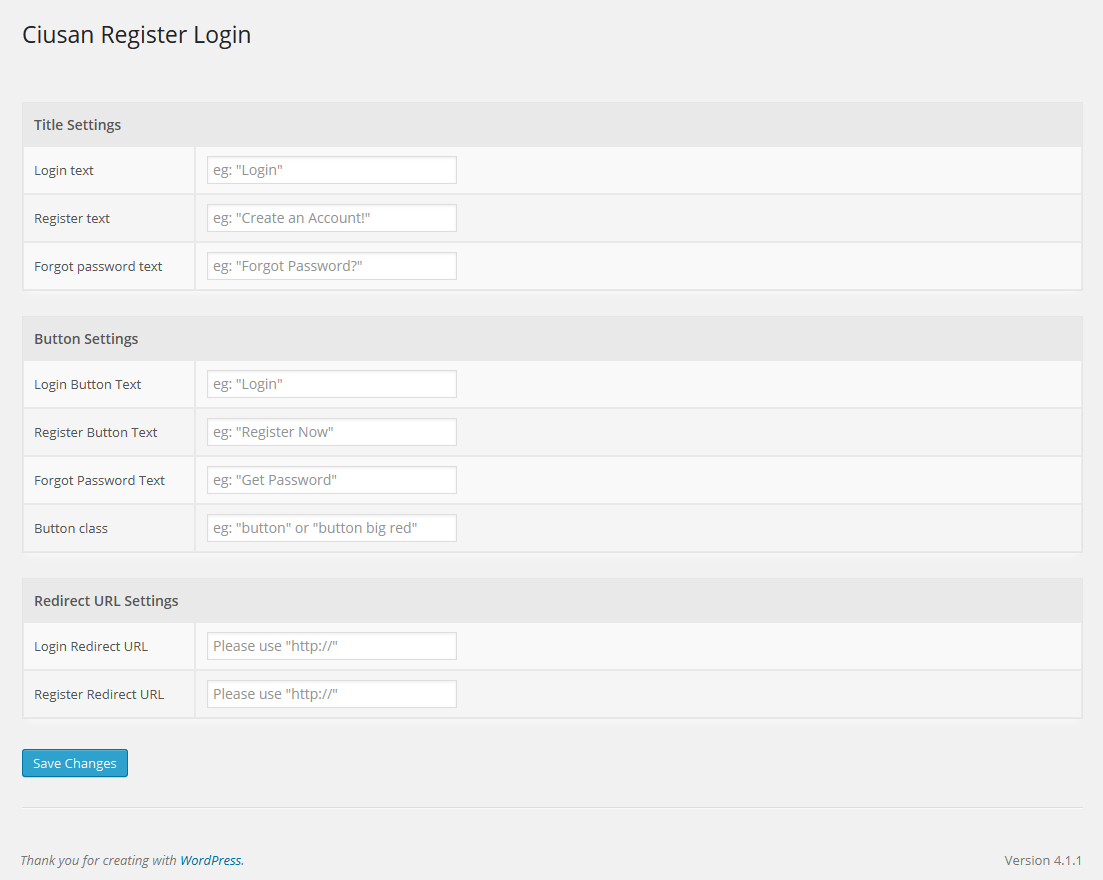 Ciusan Register Login
Title Settings
Login text eg: "Login"
Register text eg: "Create an Account!"
Forgot password text eg: "Forgot Password?"
Button Settings
Login Button Text eg: "Login"
Register Button Text eg: "Register Now"
Forgot Password Text eg: "Get Password"
Button class eg: "button" or "button big red"
Redirect URL Settings
Login Redirect URL Please use "http://"
Register Redirect URL Please use "http://"
Save Changes
Thank you for creating with WordPress. Version 4.1.1